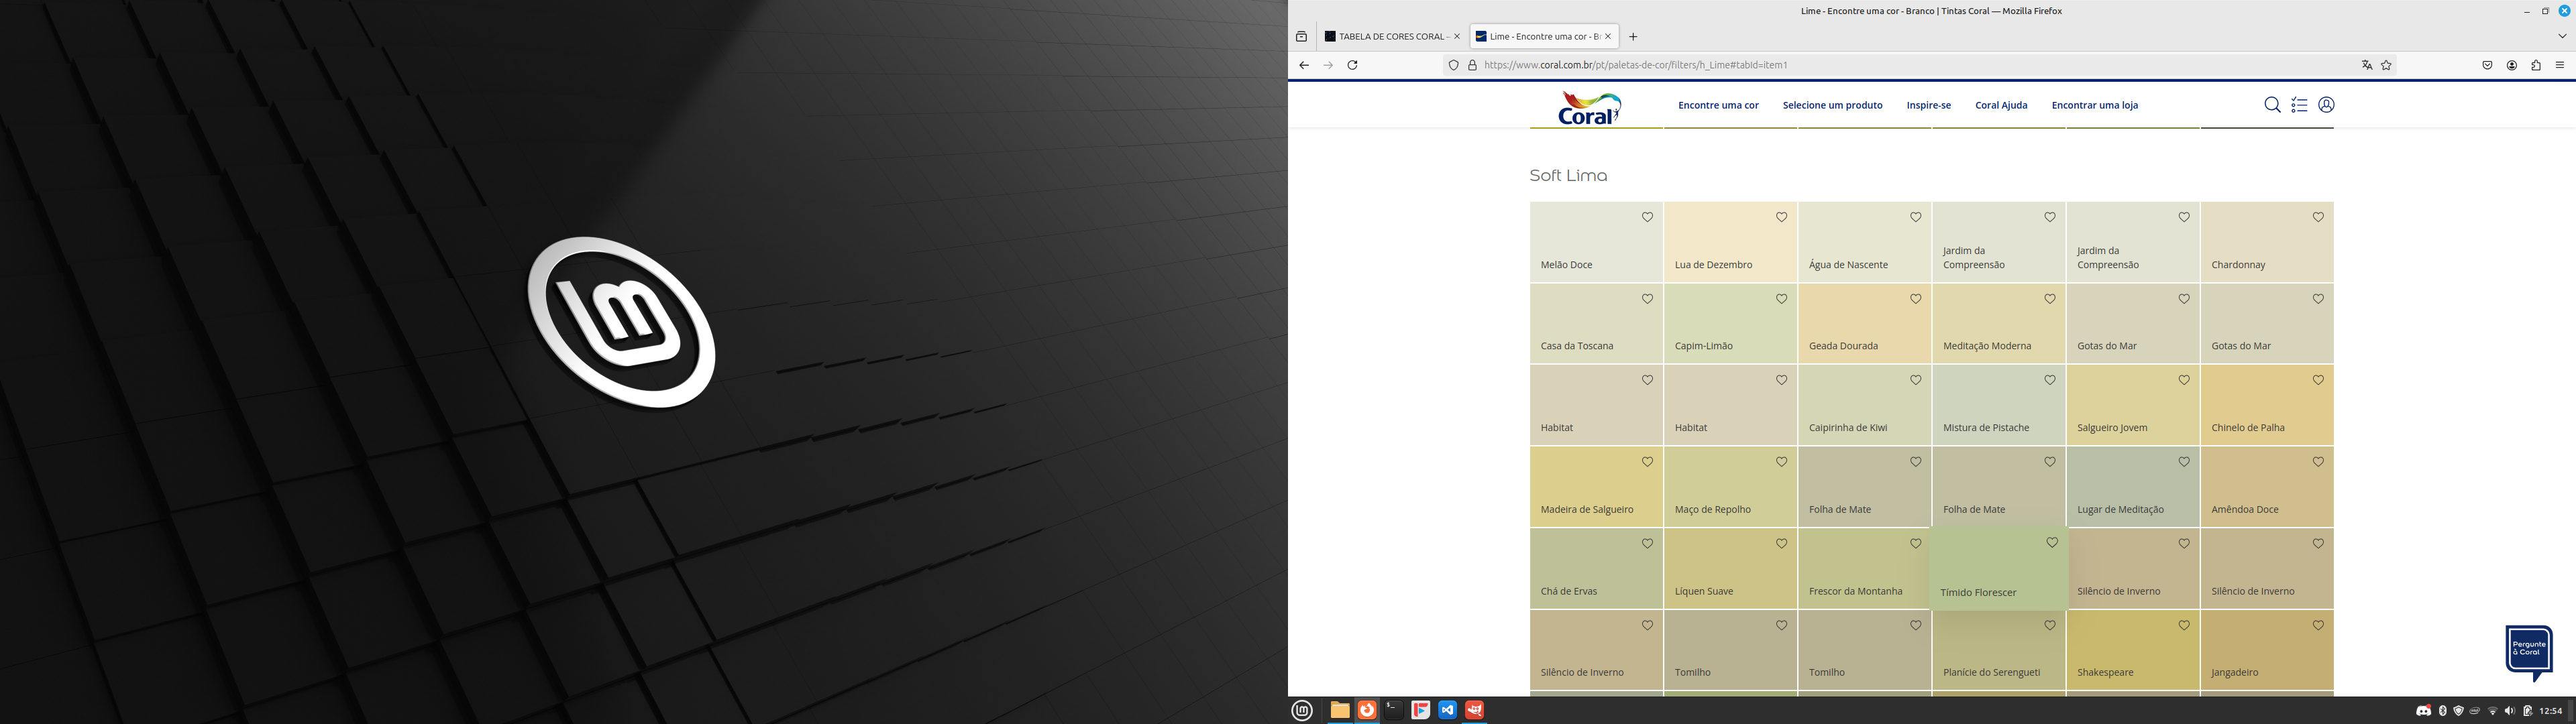 Lime - Encontre uma cor - Branco | Tintas Coral — Mozilla Firefox
TABELA DE CORES CORAL -
Lime - Encontre uma cor - B
https://www.coral.com.br/pt/paletas-de-cor/filters/h_Lime#tabId=item1
Coral
Encontre uma cor
Selecione um produto
Inspire-se
Coral Ajuda
Encontrar uma loja
Soft Lima
Melão Doce
Lua de Dezembro
Água de Nascente
Jardim da
Compreensão
Jardim da
Compreensão
Chardonnay
Casa da Toscana
Capim-Limão
Geada Dourada
Meditação Moderna
Gotas do Mar
Gotas do Mar
Habitat
Habitat
Caipirinha de Kiwi
Mistura de Pistache
Salgueiro Jovem
Chinelo de Palha
Madeira de Salgueiro
Maço de Repolho
Folha de Mate
Folha de Mate
Lugar de Meditação
Amêndoa Doce
Chá de Ervas
Líquen Suave
Frescor da Montanha
Tímido Florescer
Silêncio de Inverno
Silêncio de Inverno
Silêncio de Inverno
Tomilho
Tomilho
Planície do Serengueti
Shakespeare
Jangadeiro
Pergunte
à Coral
12:54